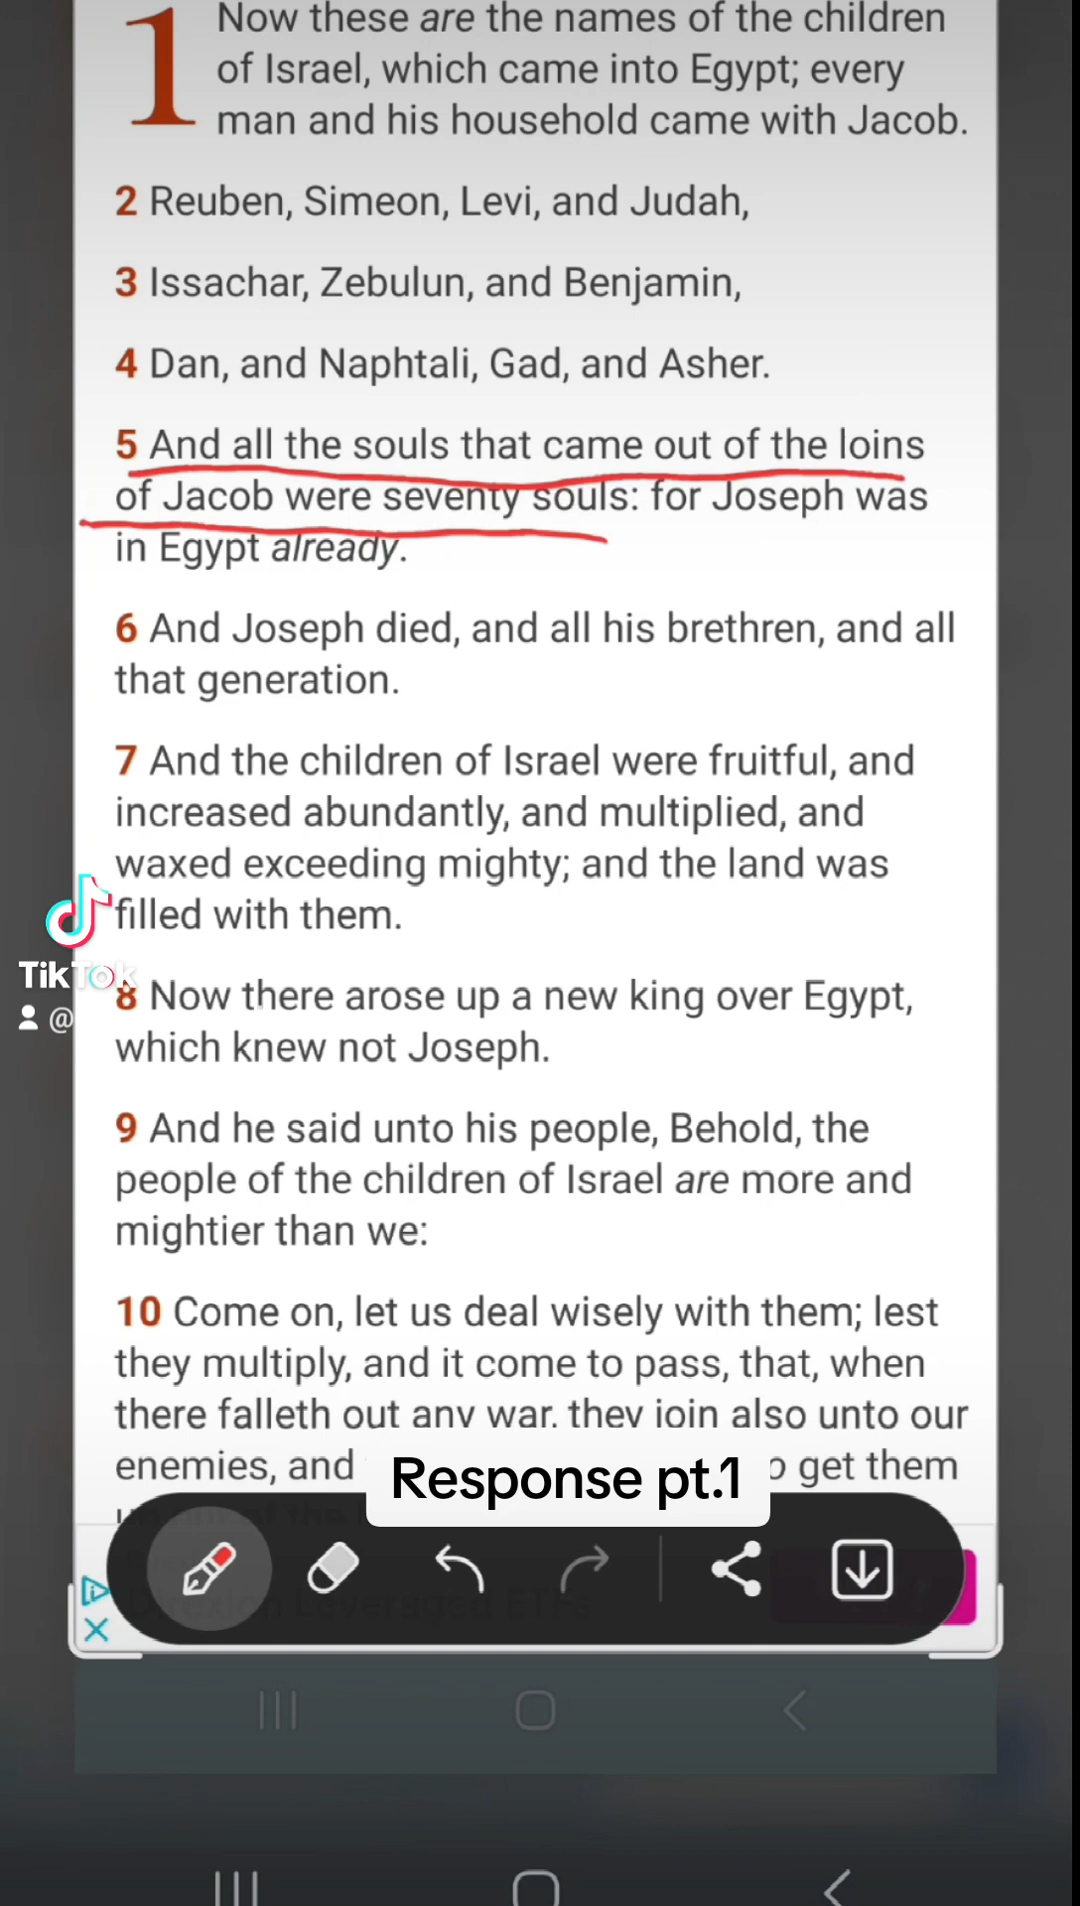 1 Now these are the names of the children
of Israel, which came into Egypt; every
man and his household came with Jacob.
2 Reuben, Simeon, Levi, and Judah,
3 Issachar, Zebulun, and Benjamin,
4 Dan, and Naphtali, Gad, and Asher.
5 And all the souls that came out of the loins
of Jacob were seventy souls: for Joseph was
in Egypt already.
6 And Joseph died, and all his brethren, and all
that generation.
7 And the children of Israel were fruitful, and
increased abundantly, and multiplied, and
waxed exceeding mighty; and the land was
filled with them.
TikTok
@
8 Now there arose up a new king over Egypt,
which knew not Joseph.
9 And he said unto his people, Behold, the
people of the children of Israel are more and
mightier than we:
10 Come on, let us deal wisely with them; lest
they multiply, and it come to pass, that, when
there falleth out any war, they join also unto our
enemies, and get them
Response pt.1
Direxion Leveraged ETFs